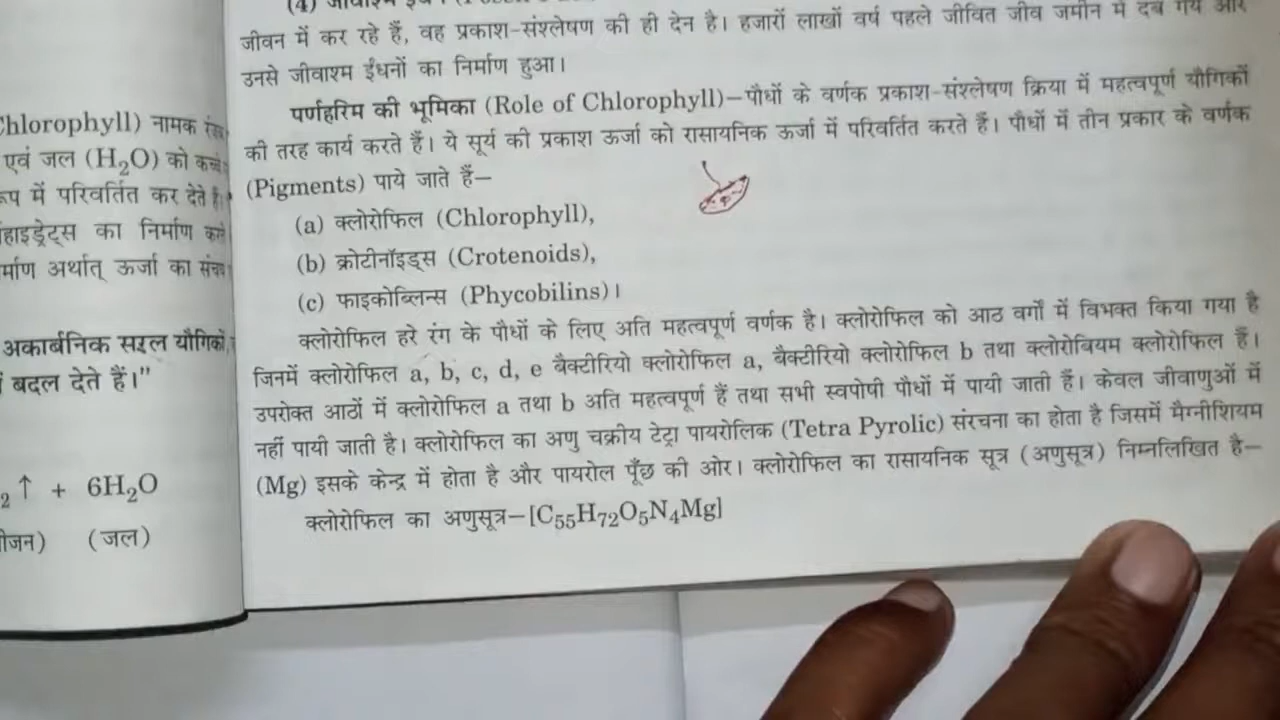 Chlorophyll) नामक
एवं जल (H₂O) को
रूप में परिवर्तित कर देते
हाइड्रेट्स का निर्माण
र्माण अर्थात् ऊर्जा का
अकार्बनिक सरल यौगिकों
बदल देते हैं।"
₂ ↑ + 6H₂O
(जल)
जीवन में कर रहे हैं, वह प्रकाश-संश्लेषण की ही देन है। हजारों लाखों वर्ष पहले जीवित जीव जमीन में दब गये और
उनसे जीवाश्म ईंधनों का निर्माण हुआ।
पर्णहरिम की भूमिका (Role of Chlorophyll)–पौधों के वर्णक प्रकाश-संश्लेषण क्रिया में महत्वपूर्ण यौगिकों
की तरह कार्य करते हैं। ये सूर्य की प्रकाश ऊर्जा को रासायनिक ऊर्जा में परिवर्तित करते हैं। पौधों में तीन प्रकार के वर्णक
(Pigments) पाये जाते हैं–
(a) क्लोरोफिल (Chlorophyll),
(b) क्रोटीनॉइड्स (Crotenoids),
(c) फाइकोब्लिन्स (Phycobilins)।
क्लोरोफिल हरे रंग के पौधों के लिए अति महत्वपूर्ण वर्णक है। क्लोरोफिल को आठ वर्गों में विभक्त किया गया है
जिनमें क्लोरोफिल a, b, c, d, e बैक्टीरियो क्लोरोफिल a, बैक्टीरियो क्लोरोफिल b तथा क्लोरोबियम क्लोरोफिल हैं।
उपरोक्त आठों में क्लोरोफिल a तथा b अति महत्वपूर्ण हैं तथा सभी स्वपोषी पौधों में पायी जाती हैं। केवल जीवाणुओं में
नहीं पायी जाती है। क्लोरोफिल का अणु चक्रीय टेट्रा पायरोलिक (Tetra Pyrolic) संरचना का होता है जिसमें मैग्नीशियम
(Mg) इसके केन्द्र में होता है और पायरोल पूँछ की ओर। क्लोरोफिल का रासायनिक सूत्र (अणुसूत्र) निम्नलिखित है–
क्लोरोफिल का अणुसूत्र–[C₅₅H₇₂O₅N₄Mg]